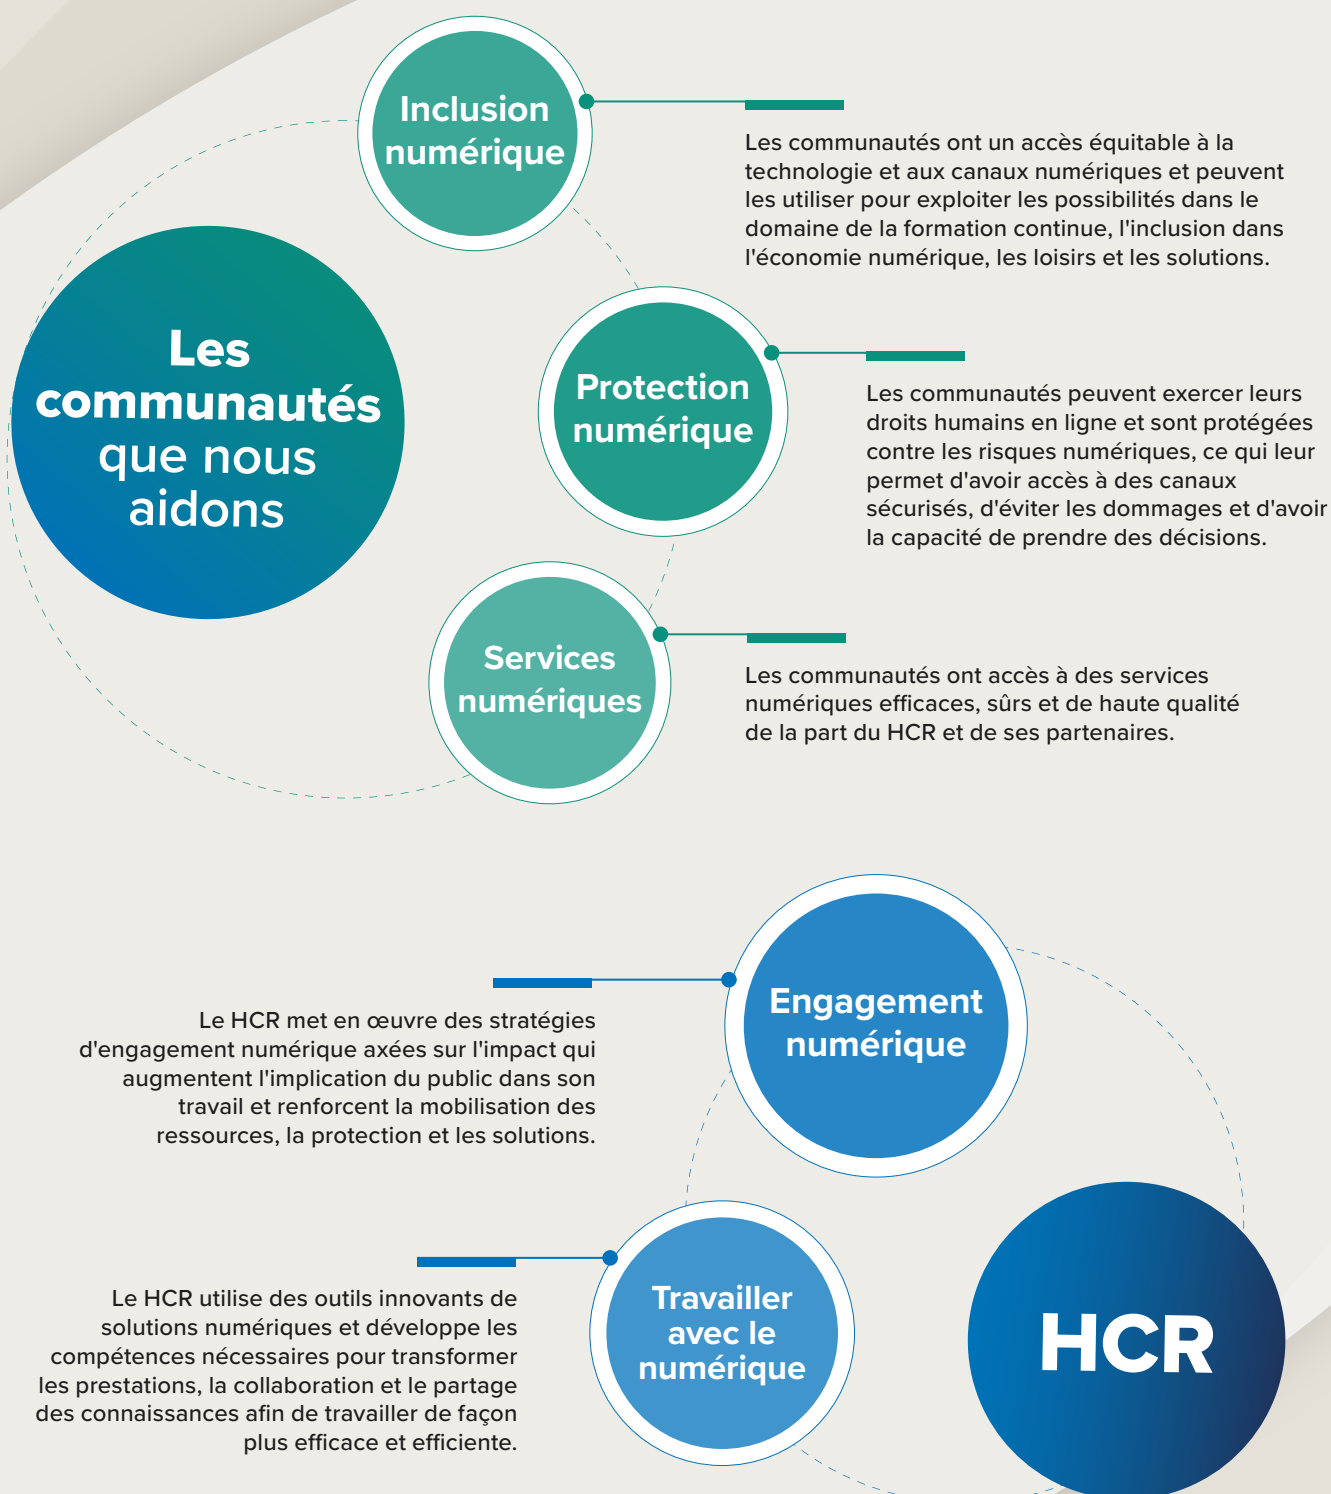 Inclusion
numérique
Les communautés ont un accès équitable à la
technologie et aux canaux numériques et peuvent
les utiliser pour exploiter les possibilités dans le
domaine de la formation continue, l'inclusion dans
l'économie numérique, les loisirs et les solutions.
Les
communautés
que nous
aidons
Protection
numérique
Les communautés peuvent exercer leurs
droits humains en ligne et sont protégées
contre les risques numériques, ce qui leur
permet d'avoir accès à des canaux
sécurisés, d'éviter les dommages et d'avoir
la capacité de prendre des décisions.
Services
numériques
Les communautés ont accès à des services
numériques efficaces, sûrs et de haute qualité
de la part du HCR et de ses partenaires.
Engagement
numérique
Le HCR met en œuvre des stratégies
d'engagement numérique axées sur l'impact qui
augmentent l'implication du public dans son
travail et renforcent la mobilisation des
ressources, la protection et les solutions.
Travailler
avec le
numérique
Le HCR utilise des outils innovants de
solutions numériques et développe les
compétences nécessaires pour transformer
les prestations, la collaboration et le partage
des connaissances afin de travailler de façon
plus efficace et efficiente.
HCR